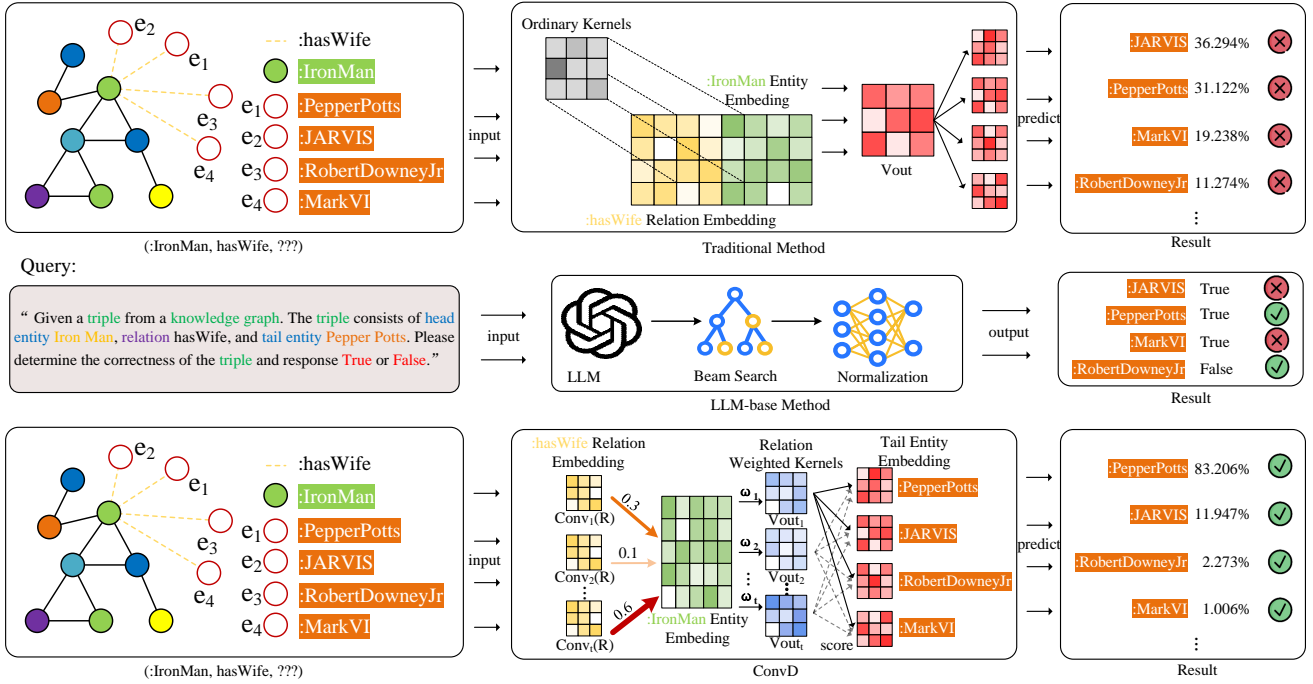 e2
e1
e3
e4
:hasWife
:IronMan
e1 :PepperPotts
e2 :JARVIS
e3 :RobertDowneyJr
e4 :MarkVI
(:IronMan, hasWife, ???)
input
Ordinary Kernels
:IronMan Entity
Embeding
:hasWife Relation Embedding
Vout
Traditional Method
predict
:JARVIS 36.294%
:PepperPotts 31.122%
:MarkVI 19.238%
:RobertDowneyJr 11.274%
...
Result
Query:
“ Given a triple from a knowledge graph. The triple consists of head
entity Iron Man, relation hasWife, and tail entity Pepper Potts. Please
determine the correctness of the triple and response True or False.”
input
LLM
Beam Search
Normalization
LLM-base Method
output
:JARVIS True
:PepperPotts True
:MarkVI True
:RobertDowneyJr False
Result
e2
e1
e3
e4
:hasWife
:IronMan
e1 :PepperPotts
e2 :JARVIS
e3 :RobertDowneyJr
e4 :MarkVI
(:IronMan, hasWife, ???)
input
:hasWife Relation
Embedding
Conv1(R)
0.3
Conv2(R)
0.1
...
Convt(R)
0.6
:IronMan Entity
Embeding
Relation
Weighted Kernels
ω1
Vout1
ω2
Vout2
...
...
ωt
Voutt
score
Tail Entity
Embedding
:PepperPotts
:JARVIS
:RobertDowneyJr
:MarkVI
ConvD
predict
:PepperPotts 83.206%
:JARVIS 11.947%
:RobertDowneyJr 2.273%
:MarkVI 1.006%
...
Result